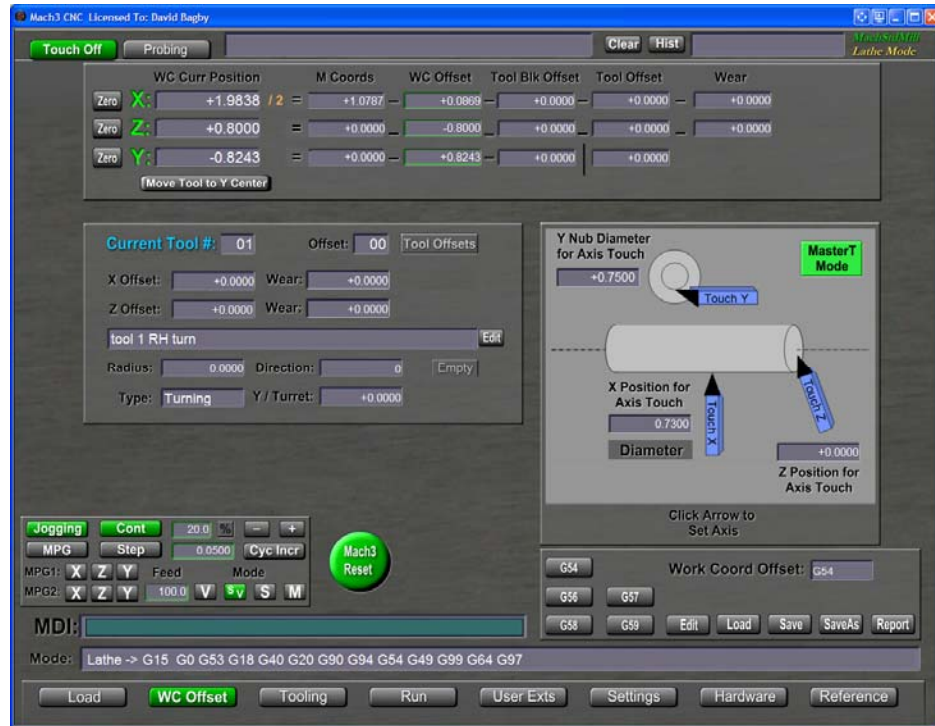 Mach3 CNC Licensed To: David Bagby
Touch Off Probing Clear Hist MachStdMill
Lathe Mode
WC Curr Position M Coords WC Offset Tool Blk Offset Tool Offset Wear
Zero X: +1.9838 / 2 = +1.0787 — +0.0869 — +0.0000 — +0.0000 — +0.0000
Zero Z: +0.8000 = +0.0000 — -0.8000 — +0.0000 — +0.0000 — +0.0000
Zero Y: -0.8243 = +0.0000 — +0.8243 — +0.0000 | +0.0000
Move Tool to Y Center
Current Tool #: 01 Offset: 00 Tool Offsets
X Offset: +0.0000 Wear: +0.0000
Z Offset: +0.0000 Wear: +0.0000
tool 1 RH turn Edit
Radius: 0.0000 Direction: 0 Empty
Type: Turning Y / Turret: +0.0000
Y Nub Diameter
for Axis Touch
+0.7500
MasterT
Mode
Touch Y
X Position for
Axis Touch
0.7300
Diameter
Touch X
Touch Z
+0.0000
Z Position for
Axis Touch
Click Arrow to
Set Axis
Jogging Cont 20.0 % - +
MPG Step 0.0500 Cyc Incr
MPG1: X Z Y Feed Mode
MPG2: X Z Y 100.0 V SV S M
Mach3
Reset
G54 Work Coord Offset: G54
G56 G57
G58 G59 Edit Load Save SaveAs Report
MDI:
Mode: Lathe -> G15 G0 G53 G18 G40 G20 G90 G94 G54 G49 G99 G64 G97
Load WC Offset Tooling Run User Exts Settings Hardware Reference